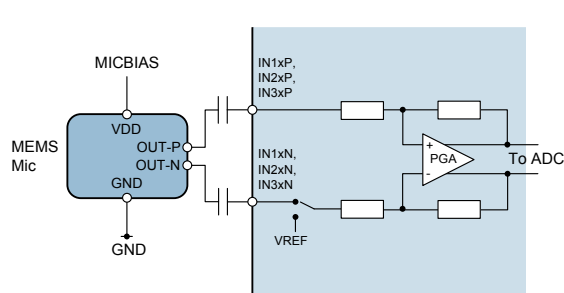 MICBIAS
IN1xP,
IN2xP,
IN3xP
VDD
MEMS
Mic
OUT-P
OUT-N
GND
IN1xN,
IN2xN,
IN3xN
+
PGA
-
To ADC
VREF
GND